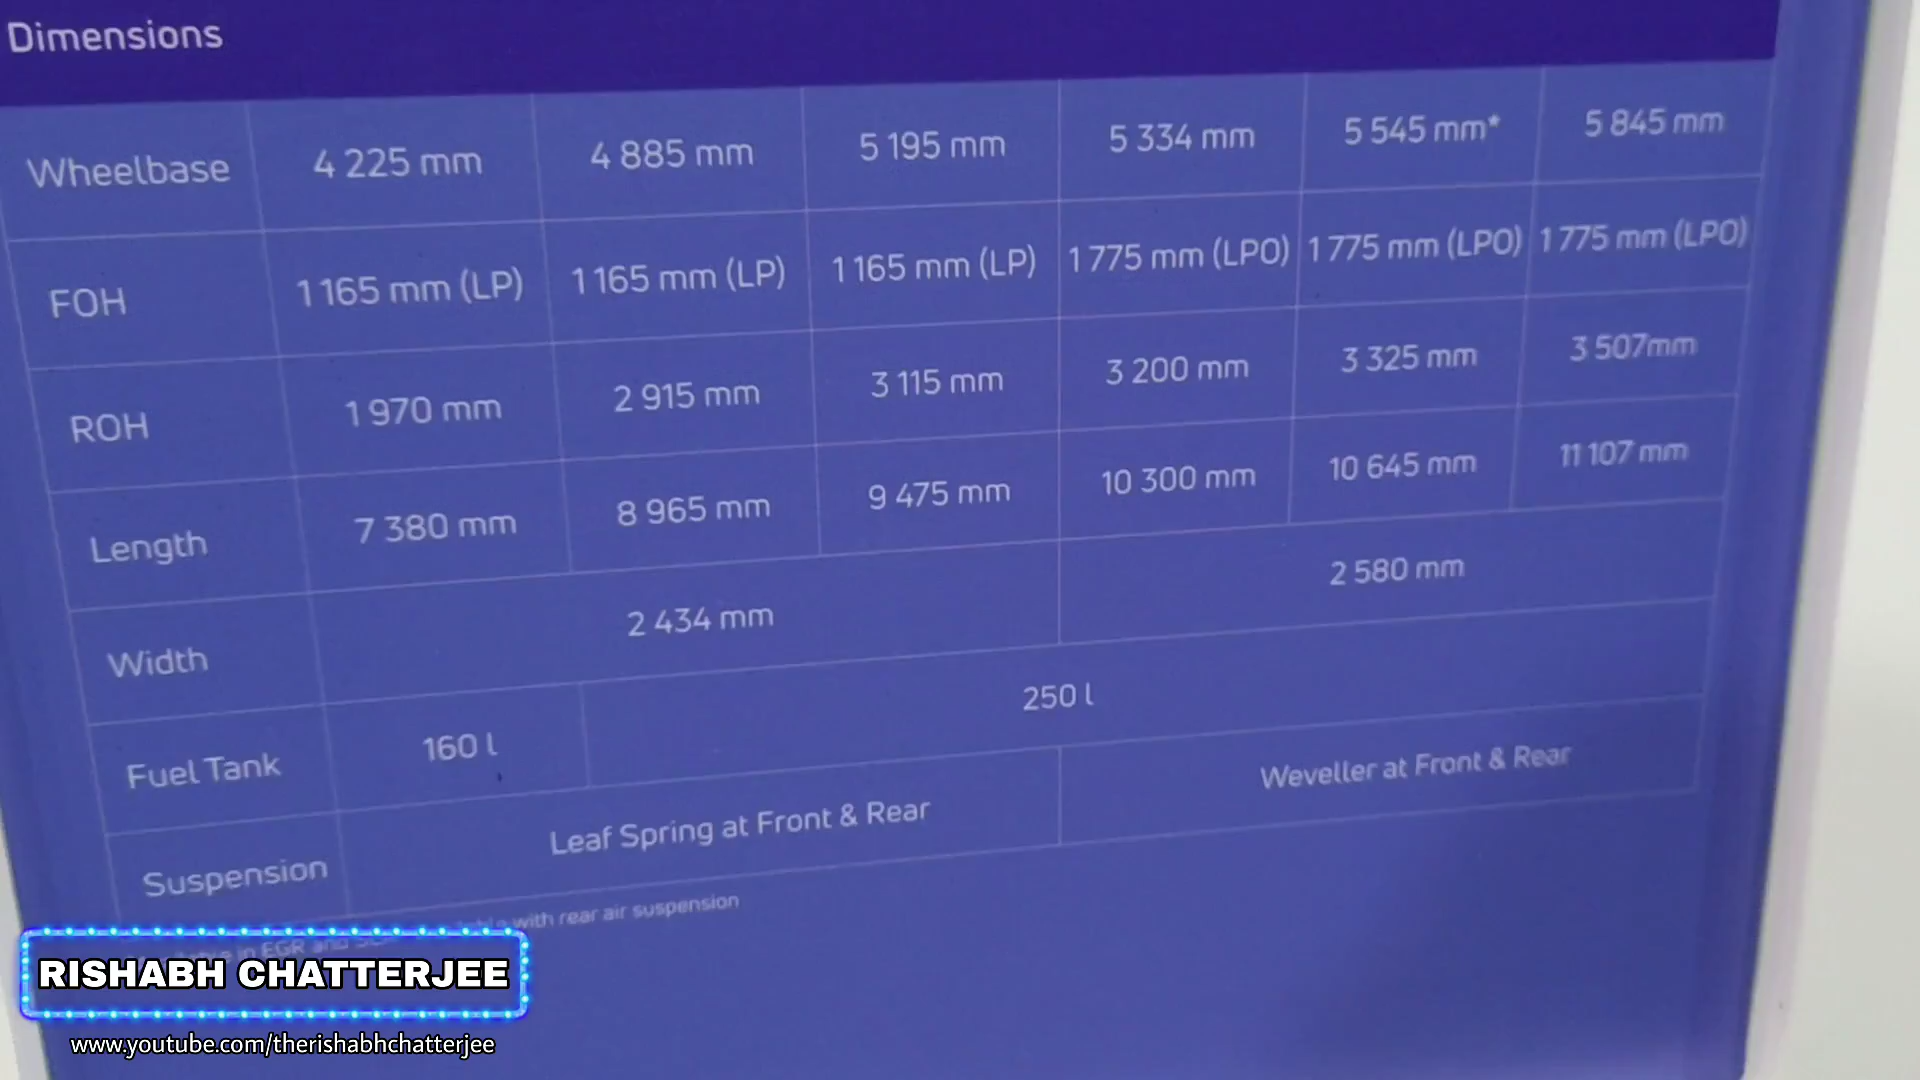 Dimensions
Wheelbase 4 225 mm 4 885 mm 5 195 mm 5 334 mm 5 545 mm* 5 845 mm
FOH 1 165 mm (LP) 1 165 mm (LP) 1 165 mm (LP) 1 775 mm (LPO) 1 775 mm (LPO) 1 775 mm (LPO)
ROH 1 970 mm 2 915 mm 3 115 mm 3 200 mm 3 325 mm 3 507mm
Length 7 380 mm 8 965 mm 9 475 mm 10 300 mm 10 645 mm 11 107 mm
Width 2 434 mm 2 580 mm
Fuel Tank 160 l 250 l
Suspension Leaf Spring at Front & Rear Weveller at Front & Rear
with rear air suspension
in EGR and
RISHABH CHATTERJEE
www.youtube.com/therishabhchatterjee